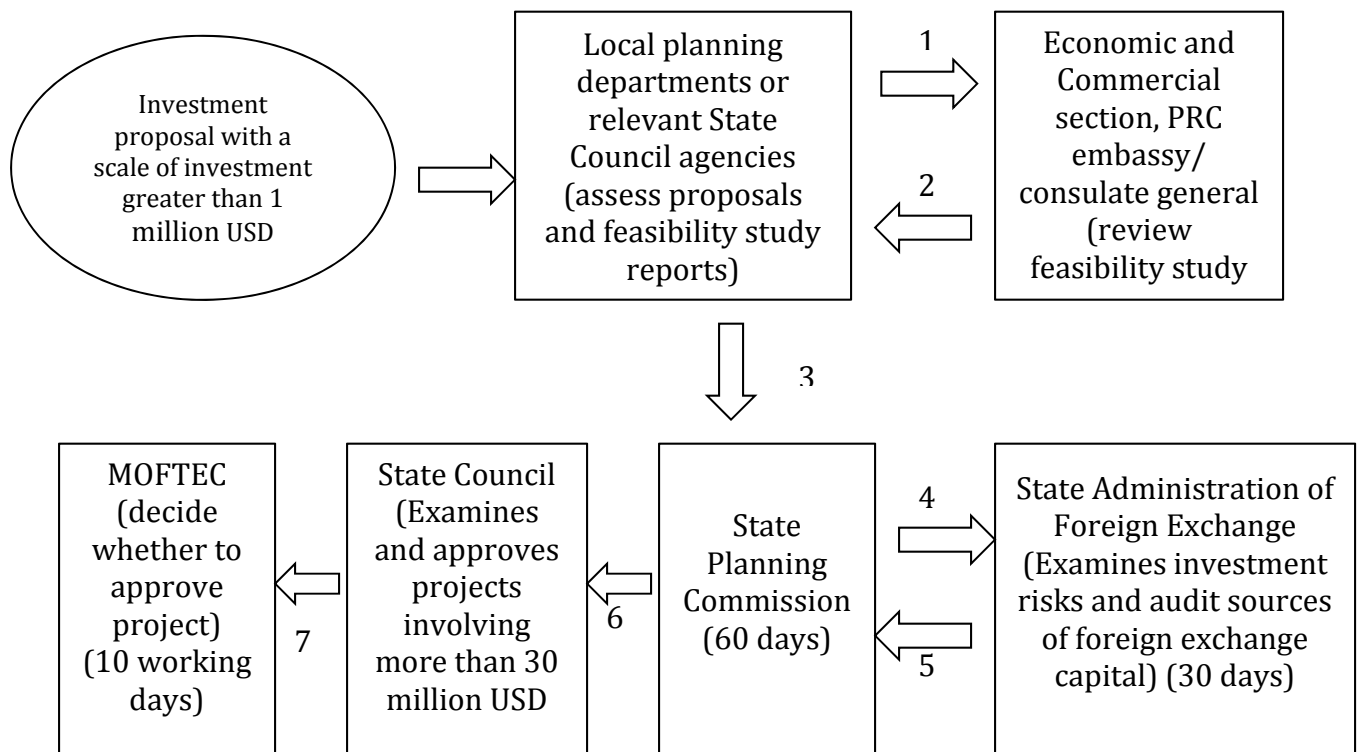 Investment
proposal with a
scale of investment
greater than 1
million USD
Local planning
departments or
relevant State
Council agencies
(assess proposals
and feasibility study
reports)
1
2
Economic and
Commercial
section, PRC
embassy/
consulate general
(review
feasibility study
3
MOFTEC
(decide
whether to
approve
project)
(10 working
days)
7
State Council
(Examines
and approves
projects
involving
more than 30
million USD
6
State
Planning
Commission
(60 days)
4
5
State Administration of
Foreign Exchange
(Examines investment
risks and audit sources
of foreign exchange
capital) (30 days)